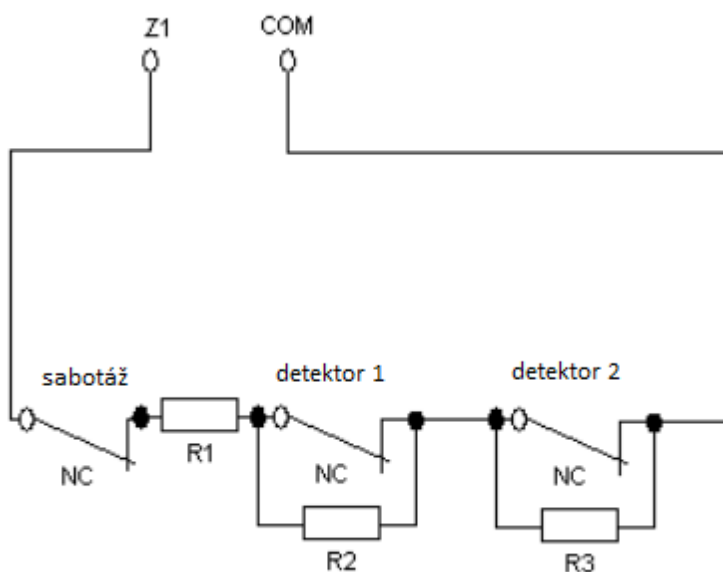 Z1 COM
sabotáž detektor 1 detektor 2
NC R1 NC NC
R2 R3